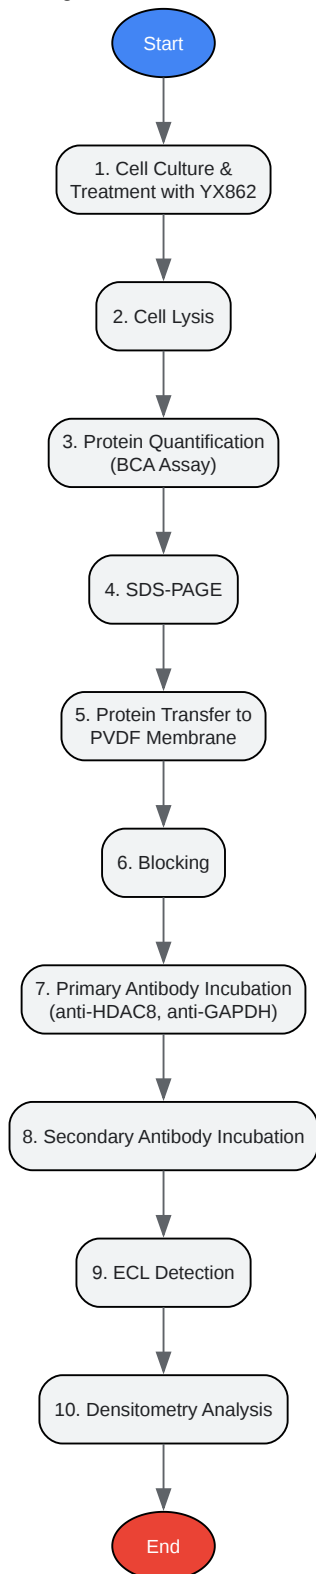 Start
1. Cell Culture &
Treatment with YX862
2. Cell Lysis
3. Protein Quantification
(BCA Assay)
4. SDS-PAGE
5. Protein Transfer to
PVDF Membrane
6. Blocking
7. Primary Antibody Incubation
(anti-HDAC8, anti-GAPDH)
8. Secondary Antibody Incubation
9. ECL Detection
10. Densitometry Analysis
End